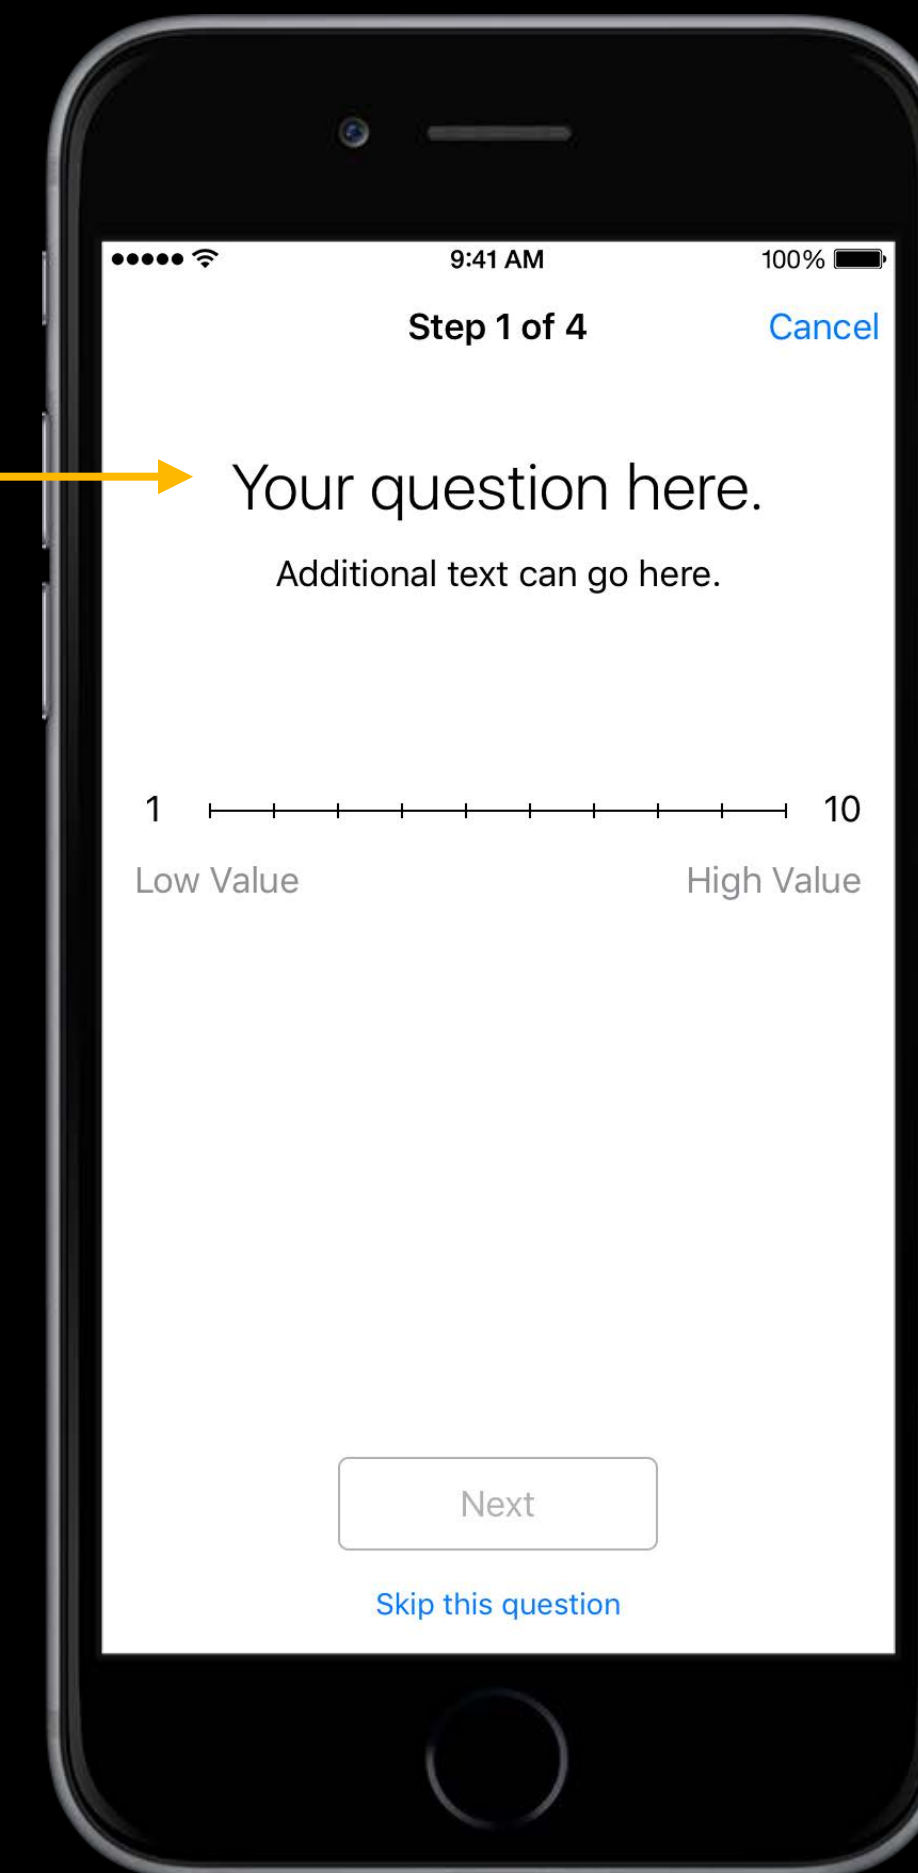 9:41 AM 100%
Step 1 of 4 Cancel
Your question here.
Additional text can go here.
1 10
Low Value High Value
Next
Skip this question